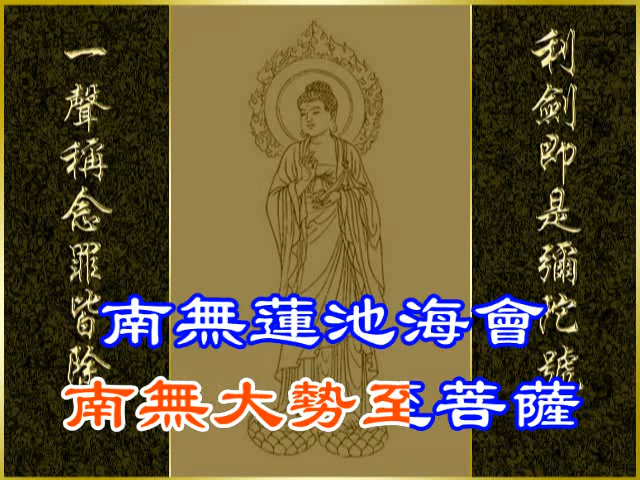 利劍即是彌陀號
一聲稱念罪皆除
南無蓮池海會
南無大勢至菩薩